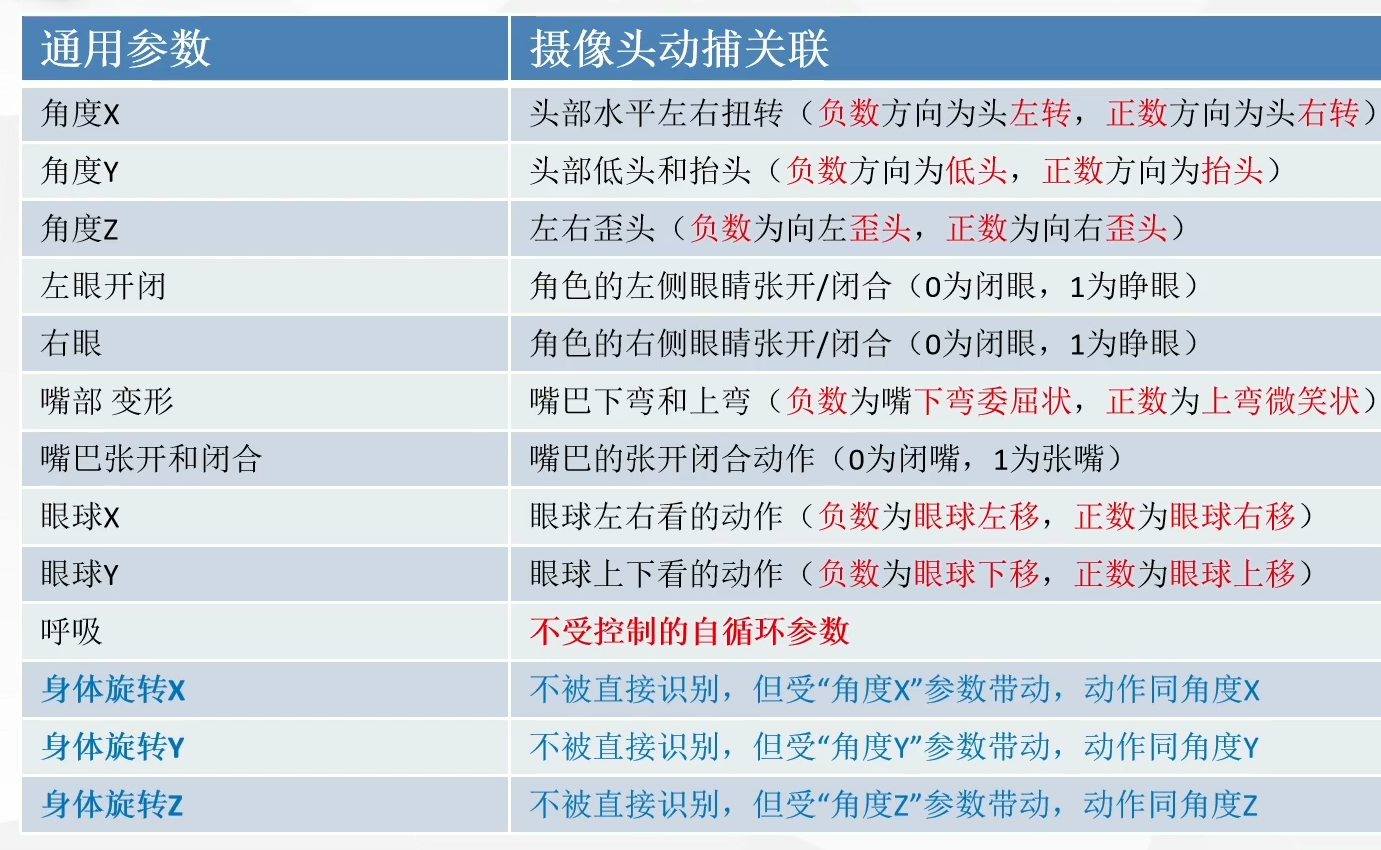 通用参数 摄像头动捕关联
角度X 头部水平左右扭转（负数方向为头左转，正数方向为头右转）
角度Y 头部低头和抬头（负数方向为低头，正数方向为抬头）
角度Z 左右歪头（负数为向左歪头，正数为向右歪头）
左眼开闭 角色的左侧眼睛张开/闭合（0为闭眼，1为睁眼）
右眼 角色的右侧眼睛张开/闭合（0为闭眼，1为睁眼）
嘴部 变形 嘴巴下弯和上弯（负数为嘴下弯委屈状，正数为上弯微笑状）
嘴巴张开和闭合 嘴巴的张开闭合动作（0为闭嘴，1为张嘴）
眼球X 眼球左右看的动作（负数为眼球左移，正数为眼球右移）
眼球Y 眼球上下看的动作（负数为眼球下移，正数为眼球上移）
呼吸 不受控制的自循环参数
身体旋转X 不被直接识别，但受“角度X”参数带动，动作同角度X
身体旋转Y 不被直接识别，但受“角度Y”参数带动，动作同角度Y
身体旋转Z 不被直接识别，但受“角度Z”参数带动，动作同角度Z